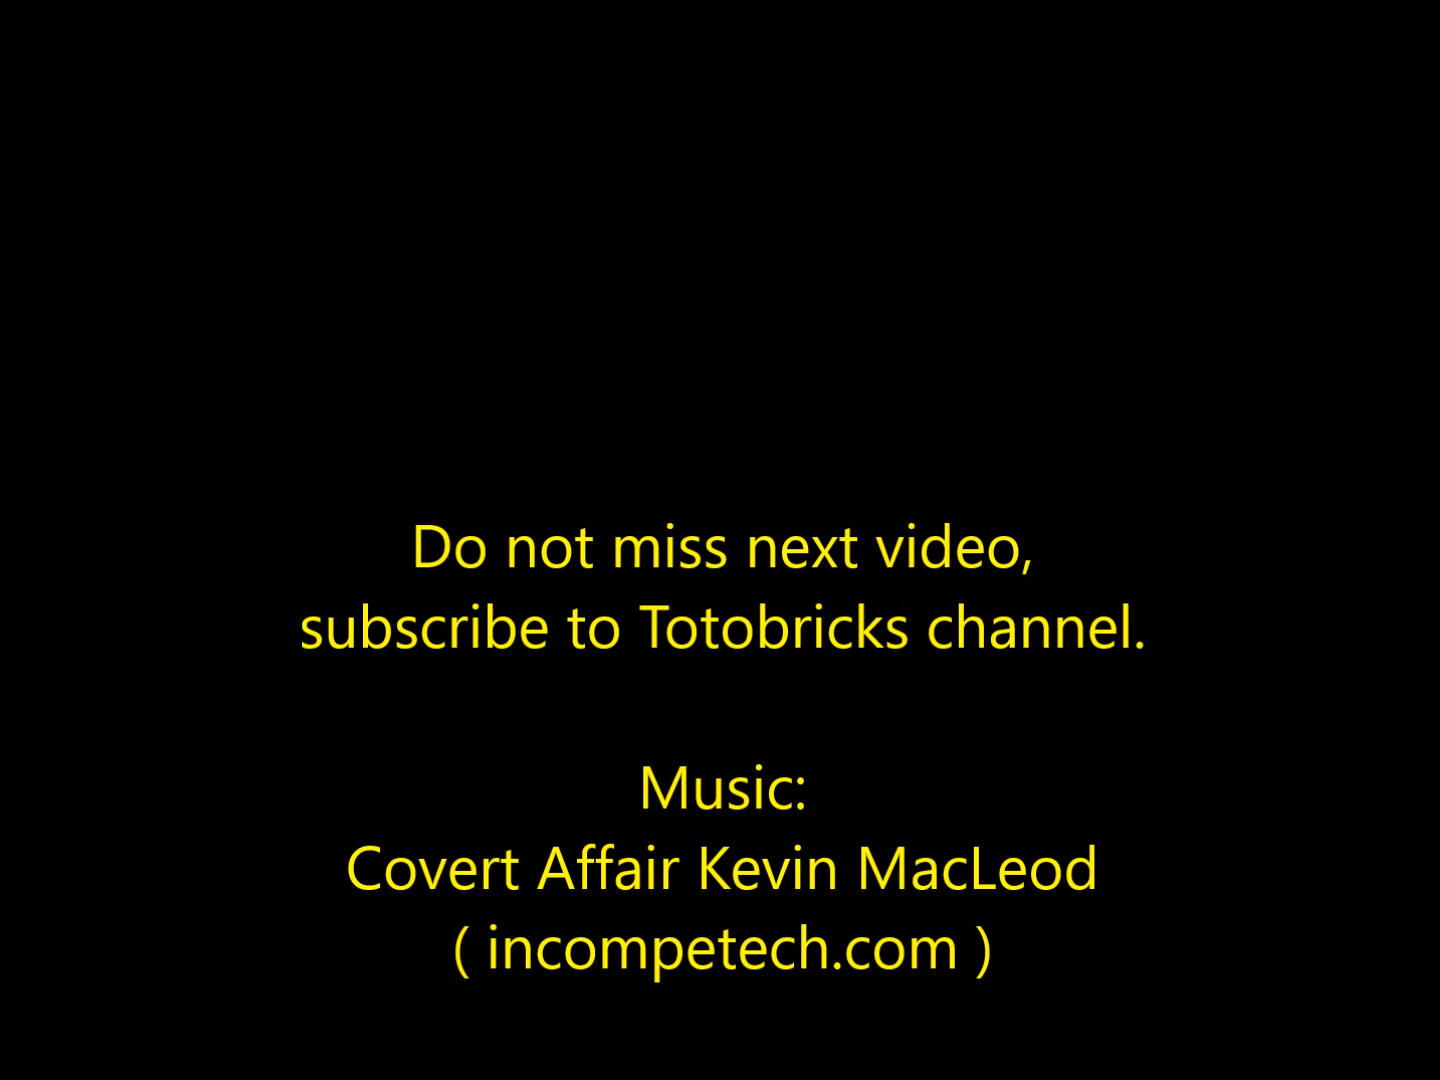 Do not miss next video,
subscribe to Totobricks channel.
Music:
Covert Affair Kevin MacLeod
( incompetech.com )